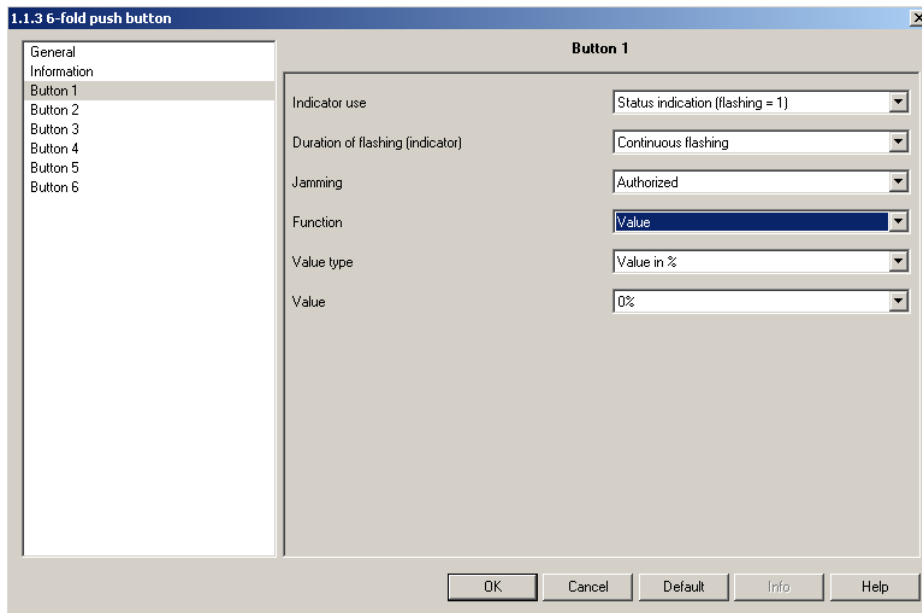 1.1.3 6-fold push button
General
Information
Button 1
Button 2
Button 3
Button 4
Button 5
Button 6
Button 1
Indicator use Status indication (flashing = 1)
Duration of flashing (indicator) Continuous flashing
Jamming Authorized
Function Value
Value type Value in %
Value 0%
OK Cancel Default Info Help